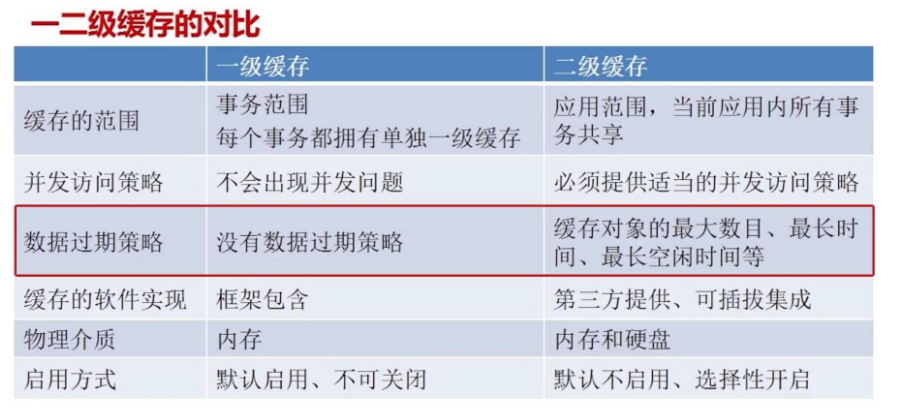 一二级缓存的对比
一级缓存
二级缓存
缓存的范围
事务范围
每个事务都拥有单独一级缓存
应用范围，当前应用内所有事
务共享
并发访问策略
不会出现并发问题
必须提供适当的并发访问策略
数据过期策略
没有数据过期策略
缓存对象的最大数目、最长时
间、最长空闲时间等
缓存的软件实现
框架包含
第三方提供、可插拔集成
物理介质
内存
内存和硬盘
启用方式
默认启用、不可关闭
默认不启用、选择性开启